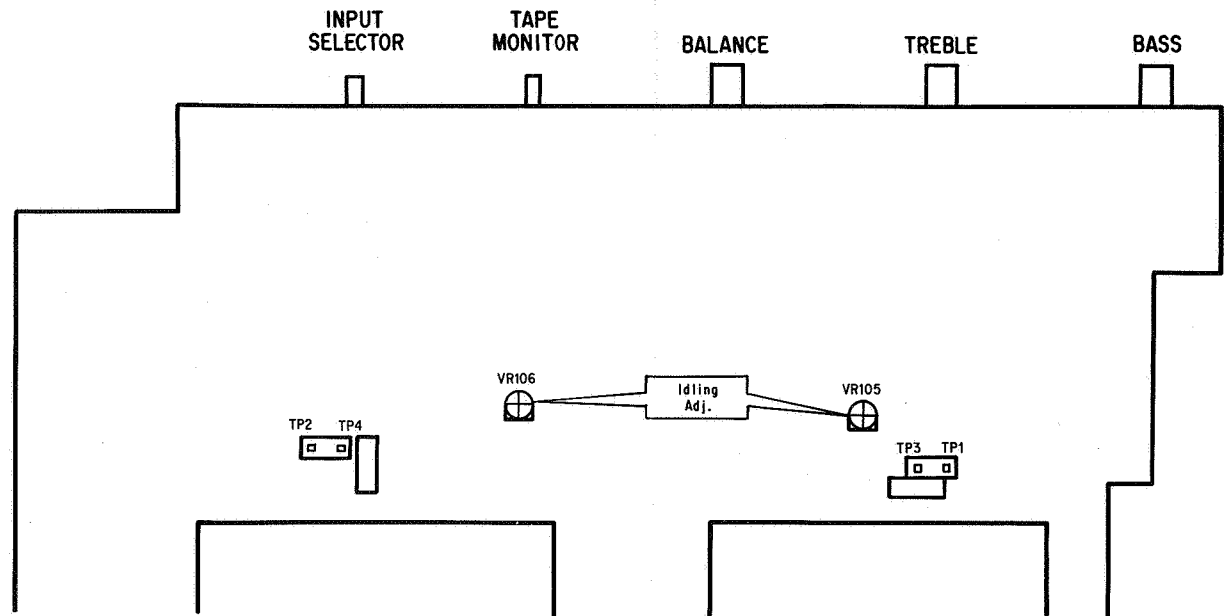 INPUT
SELECTOR
TAPE
MONITOR
BALANCE
TREBLE
BASS
VR106
Idling
Adj.
VR105
TP2
TP4
TP3
TP1